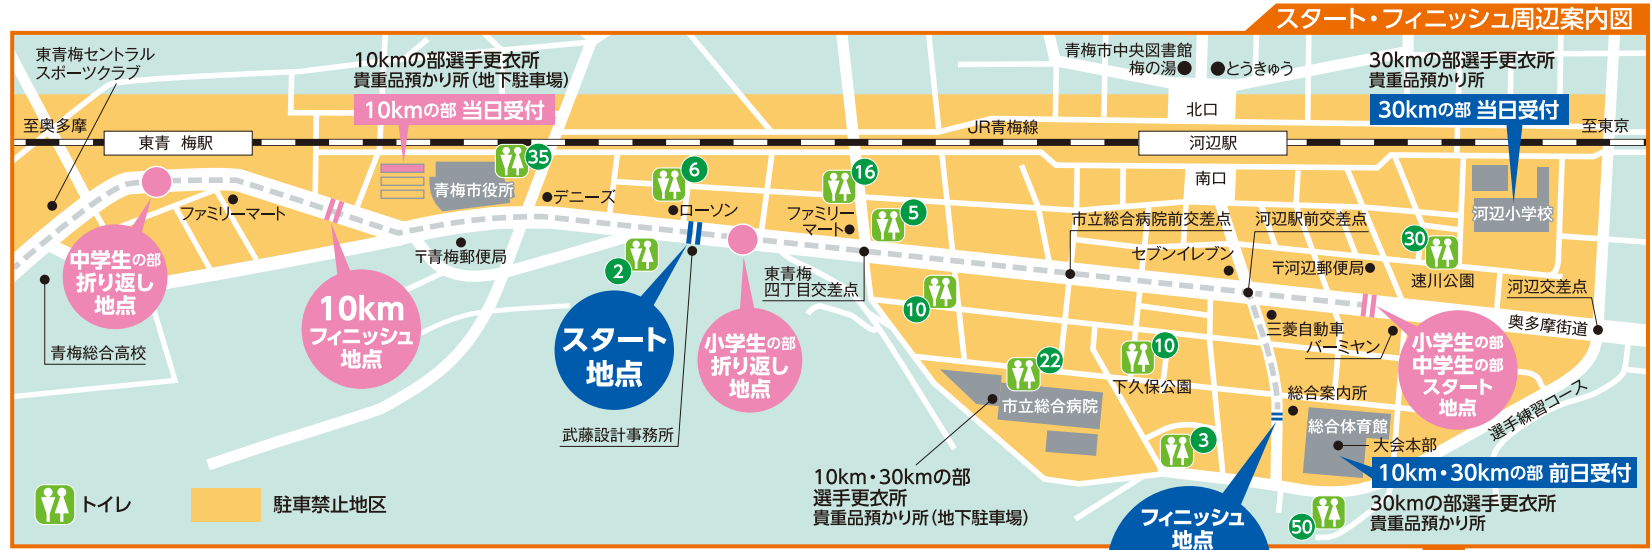 スタート・フィニッシュ周辺案内図
東青梅セントラル
スポーツクラブ
10kmの部選手更衣所
貴重品預かり所(地下駐車場)
10kmの部 当日受付
青梅市中央図書館
梅の湯
とうきゅう
30kmの部選手更衣所
貴重品預かり所
30kmの部 当日受付
北口
至奥多摩
東青 梅駅
JR青梅線
河辺駅
至東京
南口
35
青梅市役所
デニーズ
6
ローソン
16
ファミリー
マート
5
ファミリーマート
市立総合病院前交差点
河辺駅前交差点
河辺小学校
中学生の部
折り返し
地点
〒青梅郵便局
2
セブンイレブン
〒河辺郵便局
30
速川公園
東青梅
四丁目交差点
河辺交差点
10
10km
フィニッシュ
地点
スタート
地点
小学生の部
折り返し
地点
三菱自動車
バーミヤン
奥多摩街道
小学生の部
中学生の部
スタート
地点
青梅総合高校
22
10
下久保公園
市立総合病院
総合案内所
総合体育館
大会本部
選手練習コース
武藤設計事務所
3
10km・30kmの部 前日受付
30kmの部選手更衣所
貴重品預かり所
10km・30kmの部
選手更衣所
貴重品預かり所(地下駐車場)
フィニッシュ
地点
50
トイレ
駐車禁止地区